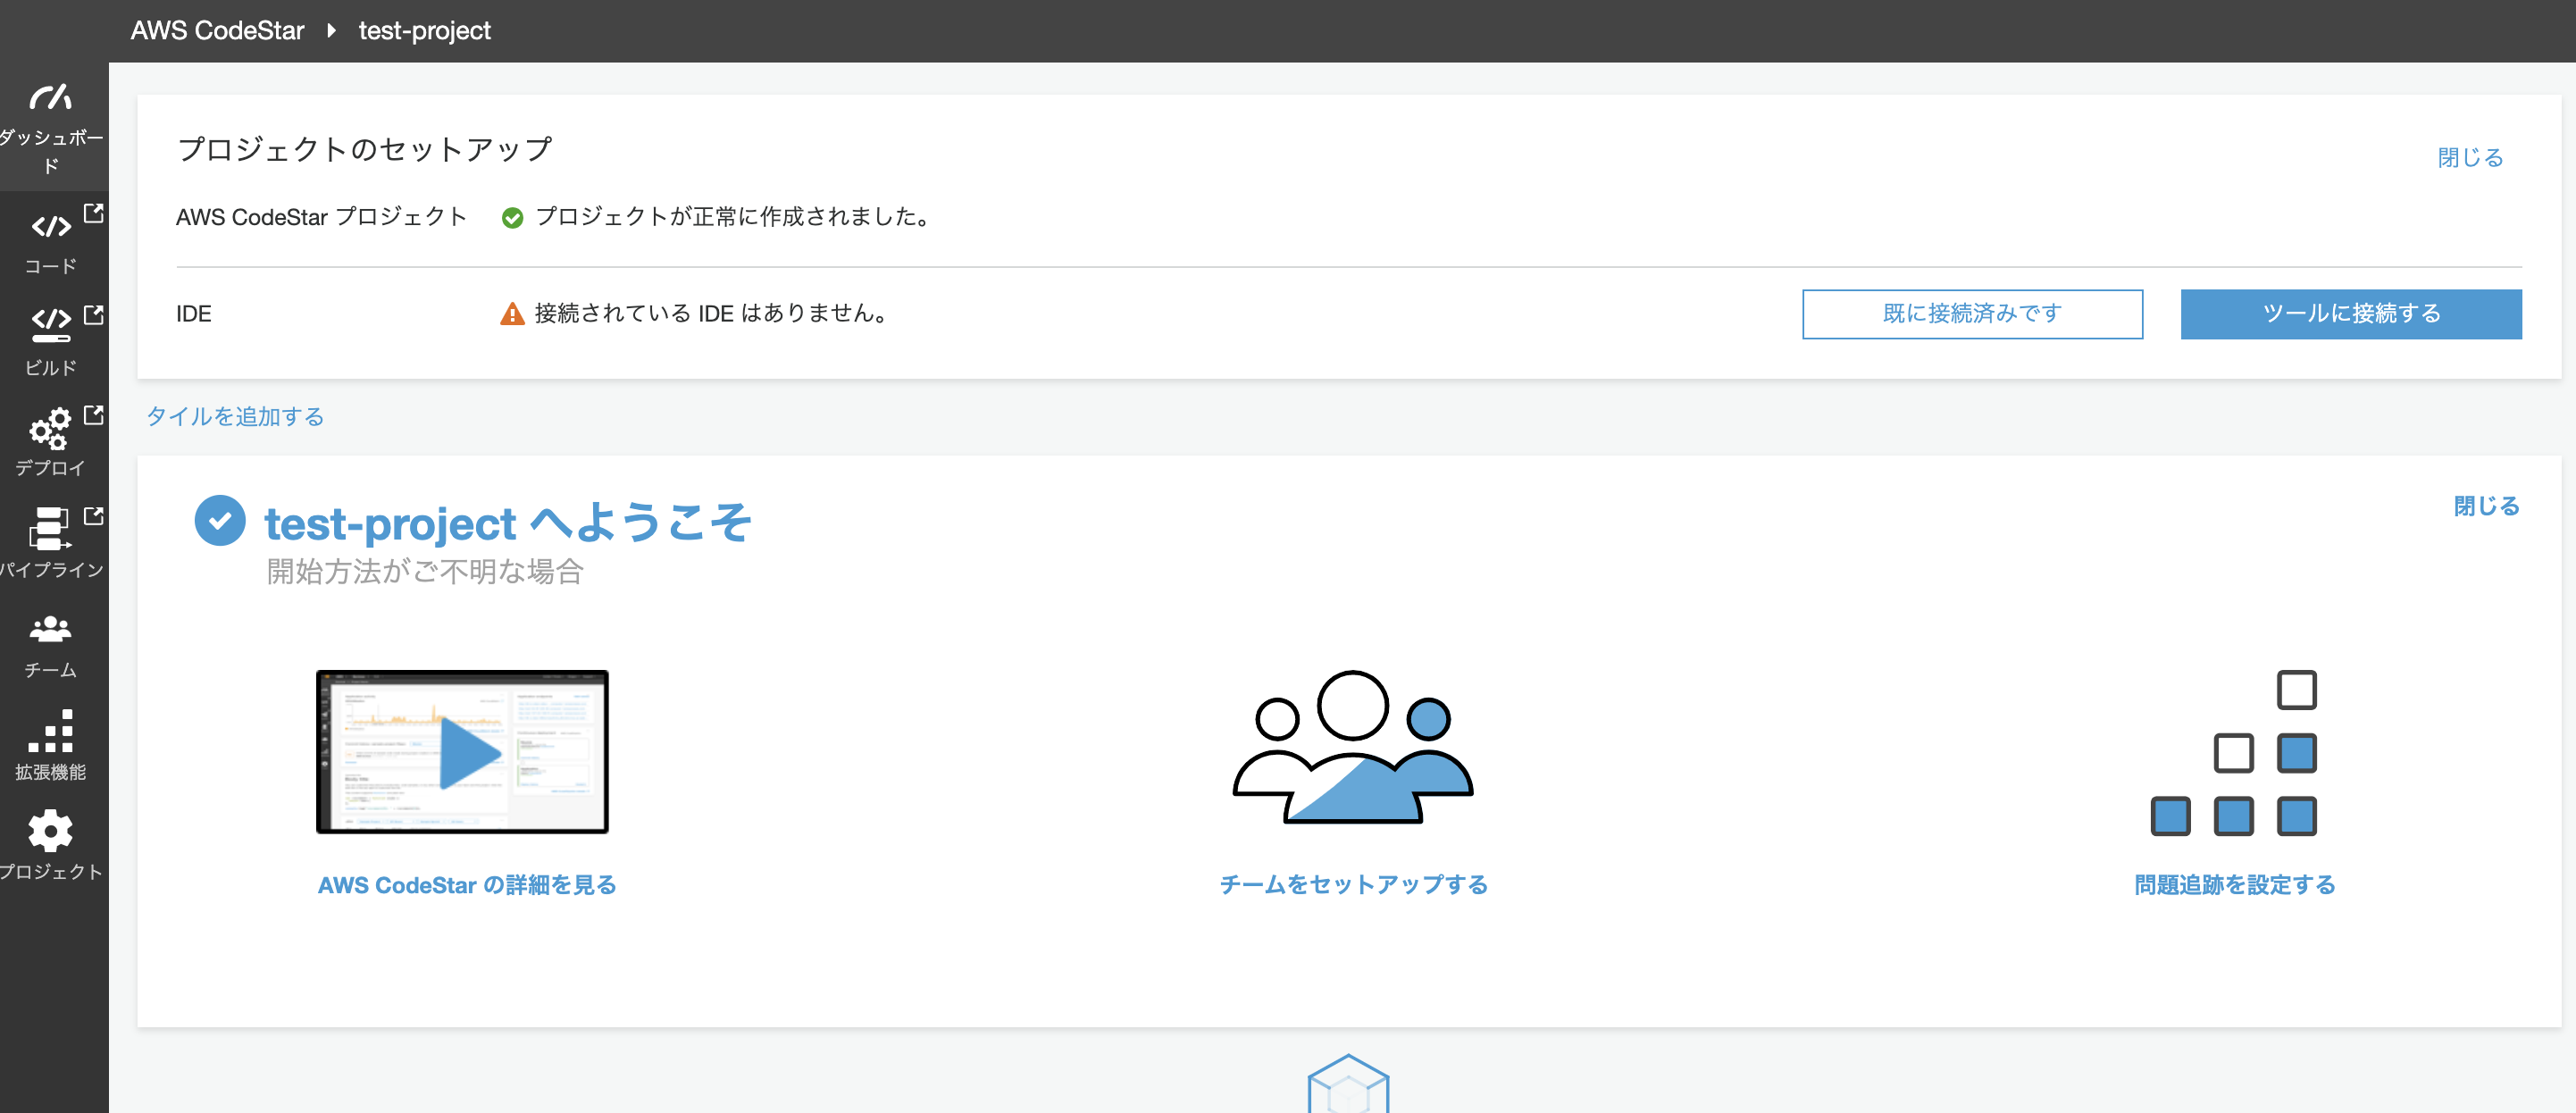 AWS CodeStar test-project
ダッシュボー
ド
コード
ビルド
デプロイ
パイプライン
チーム
拡張機能
プロジェクト
プロジェクトのセットアップ
閉じる
AWS CodeStar プロジェクト プロジェクトが正常に作成されました。
IDE 接続されている IDE はありません。 既に接続済みです ツールに接続する
タイルを追加する
test-project へようこそ
閉じる
開始方法がご不明な場合
AWS CodeStar の詳細を見る
チームをセットアップする
問題追跡を設定する